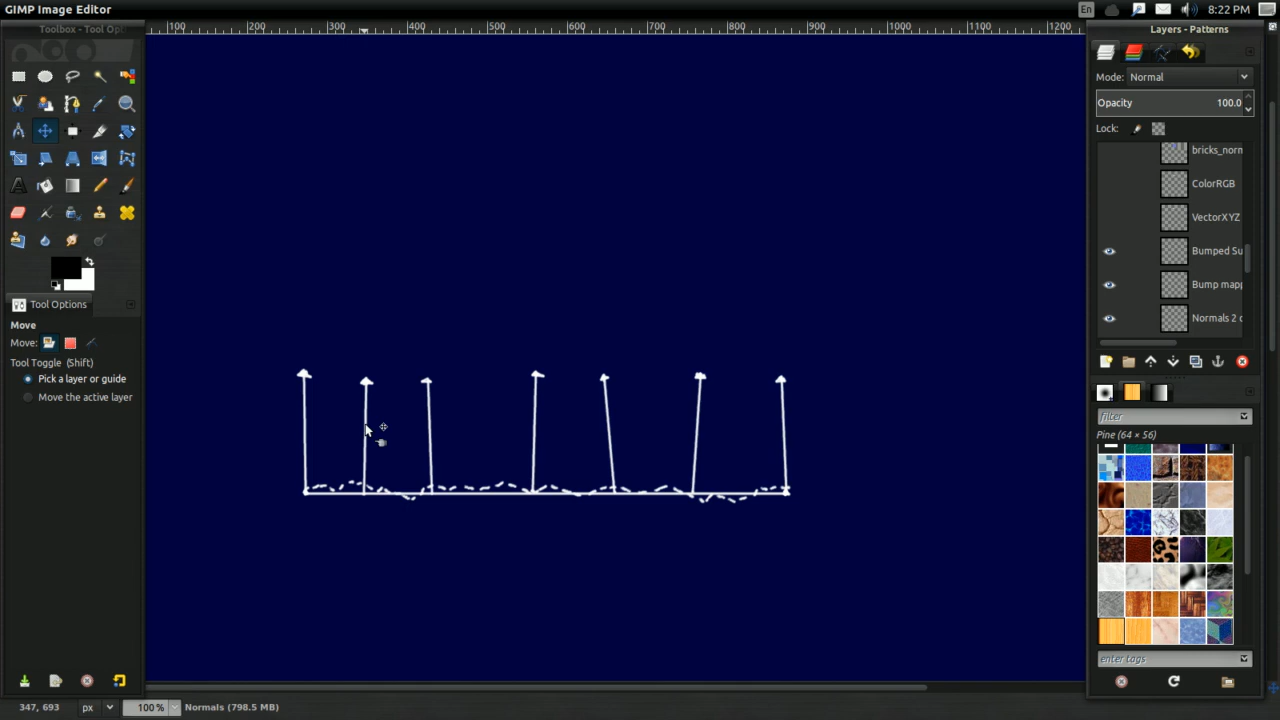 GIMP Image Editor
En
8:22 PM
Toolbox - Tool Opti
100
200
300
400
500
600
700
800
900
1000
1100
1200
Layers - Patterns
Mode: Normal
Opacity 100.0
Lock:
bricks_norn
ColorRGB
VectorXYZ
Bumped Su
Bump mapp
Normals 2 c
Tool Options
Move
Move:
Tool Toggle (Shift)
Pick a layer or guide
Move the active layer
filter
Pine (64 × 56)
enter tags
347, 693 px 100% Normals (798.5 MB)